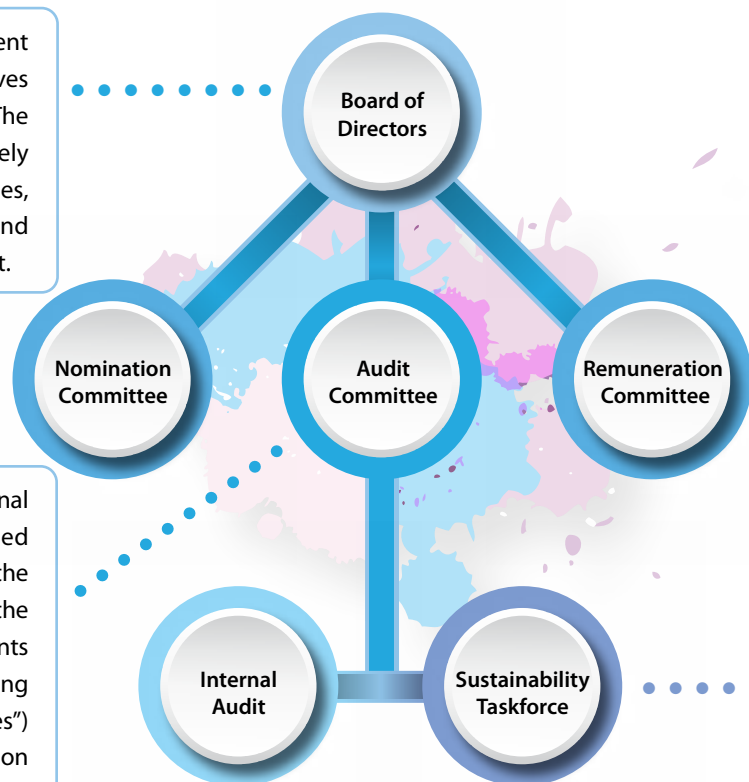 ent
ves
The
ely
es,
nd
t.
Board of
Directors
Nomination
Committee
Audit
Committee
Remuneration
Committee
nal
ed
the
the
nts
ng
es”)
on
Internal
Audit
Sustainability
Taskforce